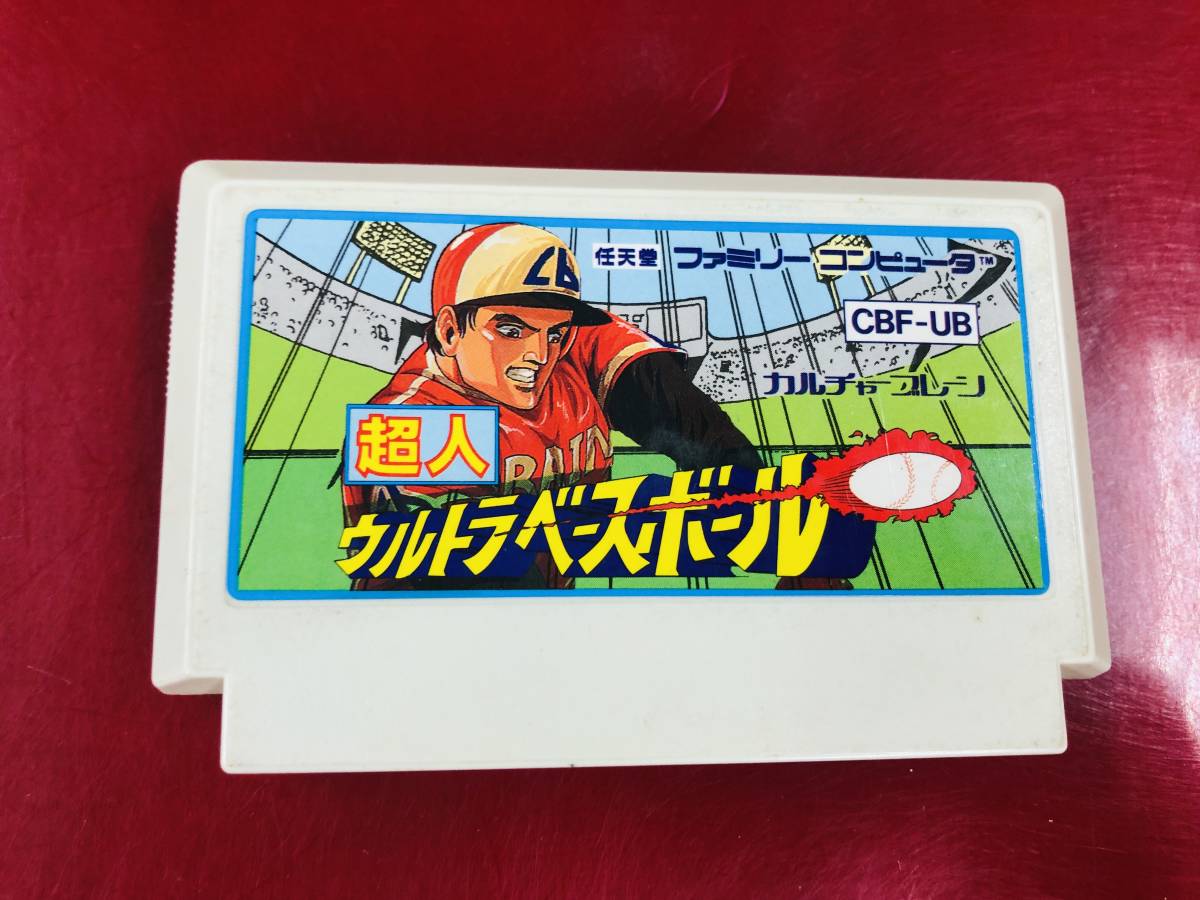 任天堂 ファミリーコンピュータ™
CBF-UB
カルチャーブレーン
CB
BRAIN
超人
ウルトラベースボール